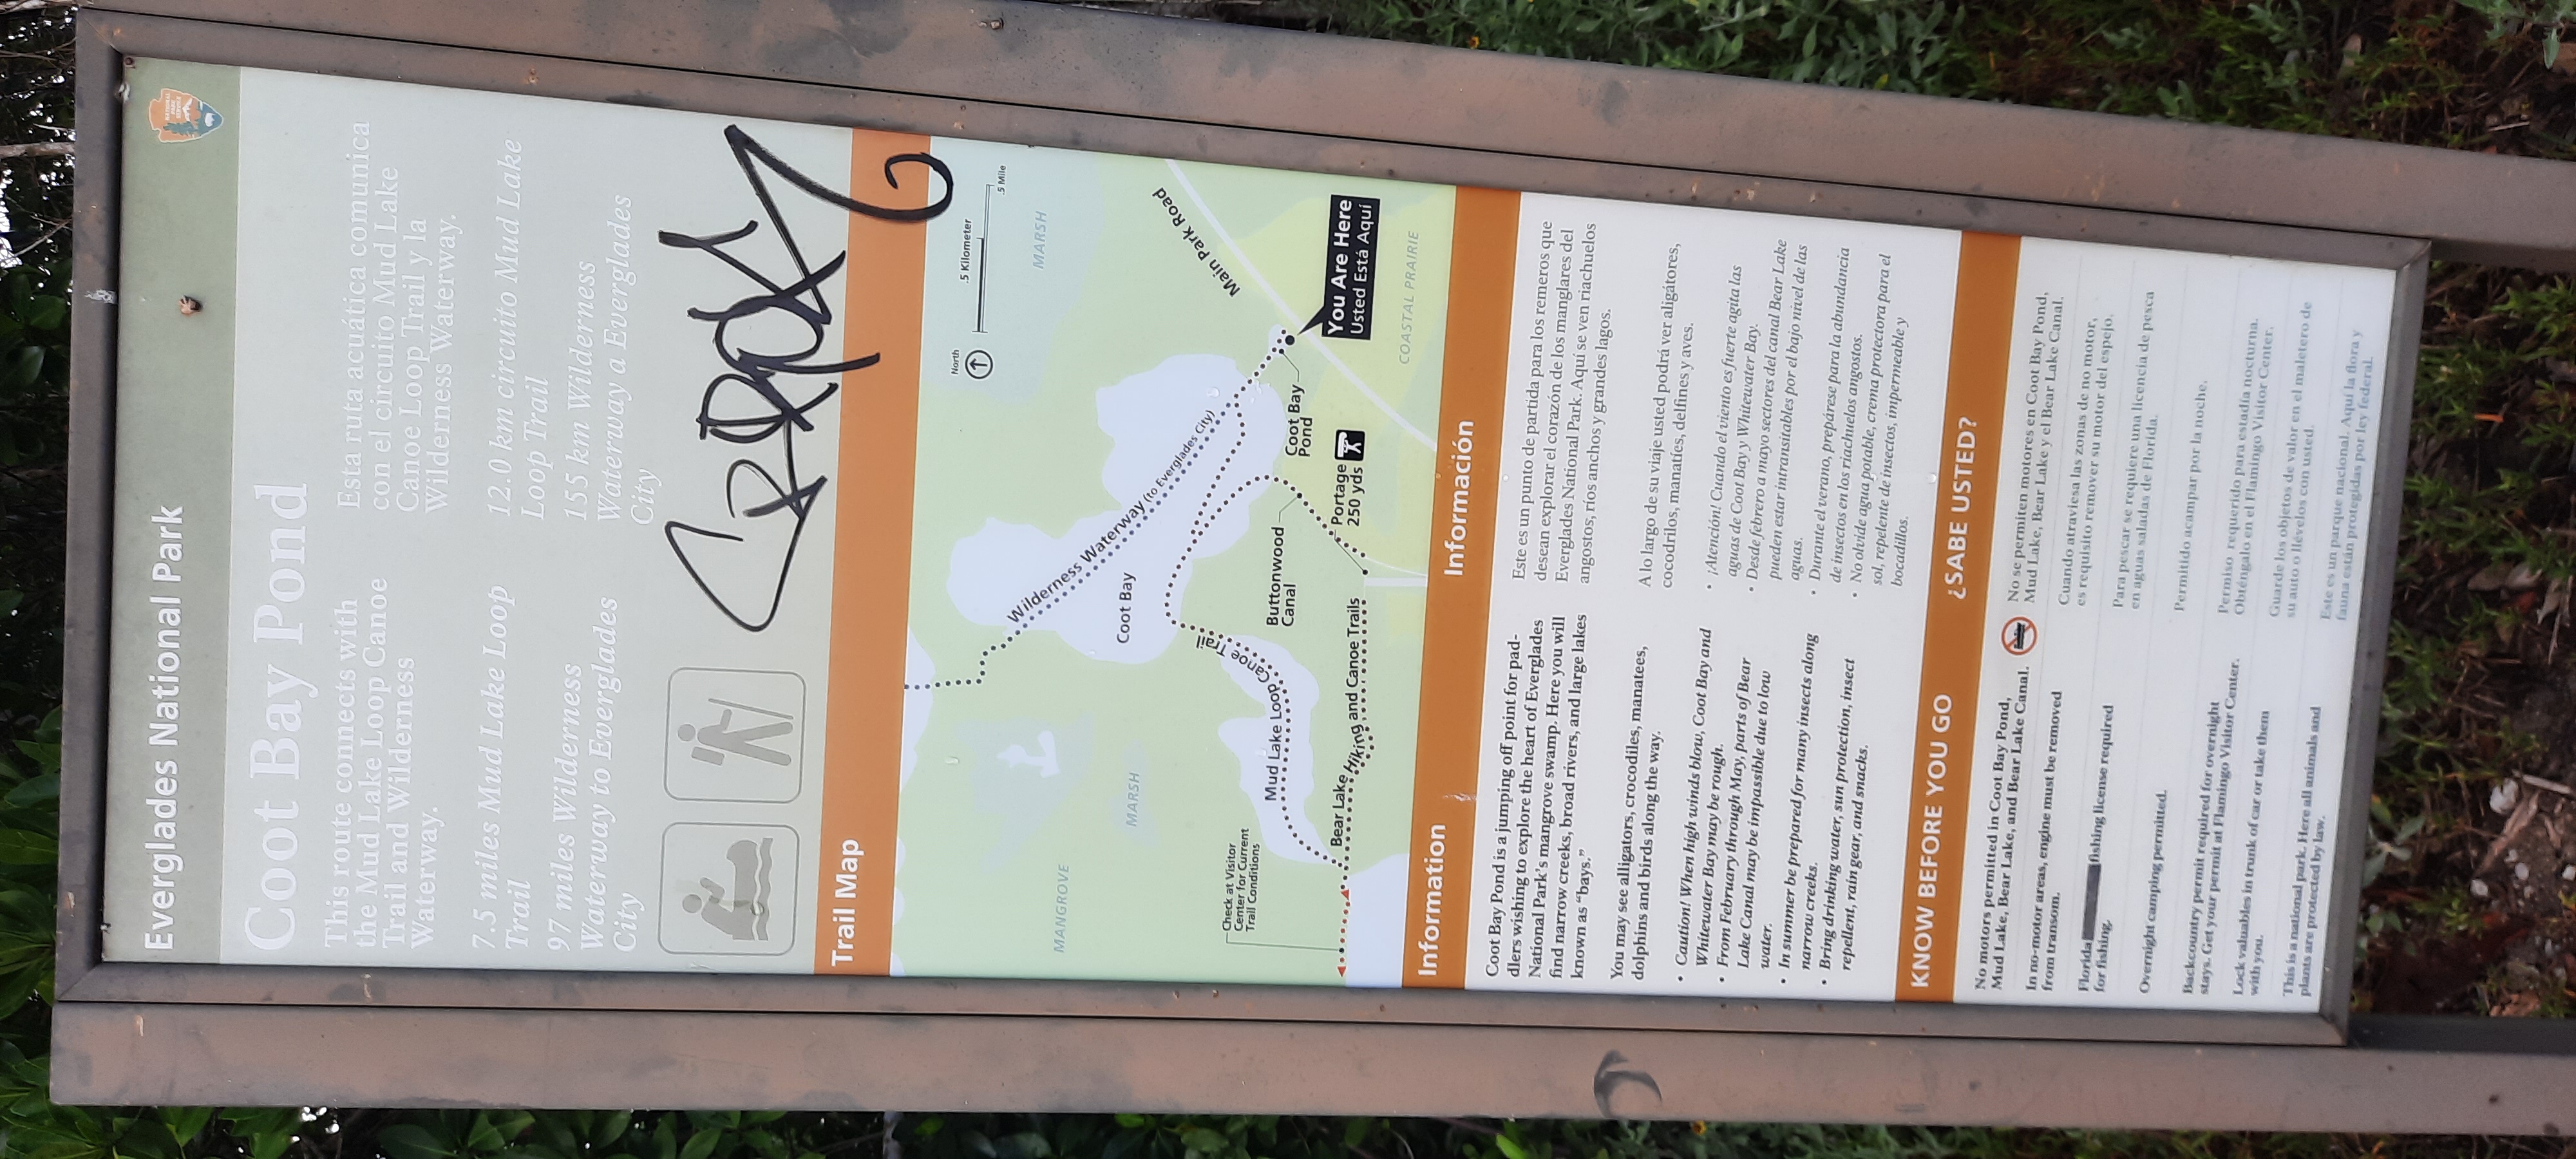 Everglades National Park
Coot Bay Pond
This route connects with
the Mud Lake Loop Canoe
Trail and Wilderness
Waterway.
7.5 miles Mud Lake Loop
Trail
97 miles Wilderness
Waterway to Everglades
City
Esta ruta acuática comunica
con el circuito Mud Lake
Canoe Loop Trail y la
Wilderness Waterway.
12.0 km circuito Mud Lake
Loop Trail
155 km Wilderness
Waterway a Everglades
City
Trail Map
North
.5 Kilometer
.5 Mile
MARSH
Main Park Road
Wilderness Waterway (to Everglades City)
Coot Bay
MANGROVE
MARSH
You Are Here
Usted Está Aquí
Coot Bay
Pond
COASTAL PRAIRIE
Portage
250 yds
Buttonwood
Canal
Mud Lake Loop Canoe Trail
Bear Lake Hiking and Canoe Trails
Check at Visitor
Center for Current
Trail Conditions
Information
Coot Bay Pond is a jumping off point for pad-
dlers wishing to explore the heart of Everglades
National Park's mangrove swamp. Here you will
find narrow creeks, broad rivers, and large lakes
known as "bays."
You may see alligators, crocodiles, manatees,
dolphins and birds along the way.
• Caution! When high winds blow, Coot Bay and
Whitewater Bay may be rough.
• From February through May, parts of Bear
Lake Canal may be impassible due to low
water.
• In summer be prepared for many insects along
narrow creeks.
• Bring drinking water, sun protection, insect
repellent, rain gear, and snacks.
Información
Este es un punto de partida para los remeros que
desean explorar el corazón de los manglares del
Everglades National Park. Aquí se ven riachuelos
angostos, ríos anchos y grandes lagos.
A lo largo de su viaje usted podrá ver aligátores,
cocodrilos, manatíes, delfines y aves.
• ¡Atención! Cuando el viento es fuerte agita las
aguas de Coot Bay y Whitewater Bay.
• Desde febrero a mayo sectores del canal Bear Lake
pueden estar intransitables por el bajo nivel de las
aguas.
• Durante el verano, prepárese para la abundancia
de insectos en los riachuelos angostos.
• No olvide agua potable, crema protectora para el
sol, repelente de insectos, impermeable y
bocadillos.
KNOW BEFORE YOU GO
No motors permitted in Coot Bay Pond,
Mud Lake, Bear Lake, and Bear Lake Canal.
In no-motor areas, engine must be removed
from transom.
Florida fishing license required
for fishing.
Overnight camping permitted.
Backcountry permit required for overnight
stays. Get your permit at Flamingo Visitor Center.
Lock valuables in trunk of car or take them
with you.
This is a national park. Here all animals and
plants are protected by law.
¿SABE USTED?
No se permiten motores en Coot Bay Pond,
Mud Lake, Bear Lake y el Bear Lake Canal.
Cuando atraviesa las zonas de no motor,
es requisito remover su motor del espejo.
Para pescar se requiere una licencia de pesca
en aguas saladas de Florida.
Permitido acampar por la noche.
Permiso requerido para estadía nocturna.
Obténgalo en el Flamingo Visitor Center.
Guarde los objetos de valor en el maletero de
su auto o llévelos con usted.
Este es un parque nacional. Aquí la flora y
fauna están protegidas por ley federal.